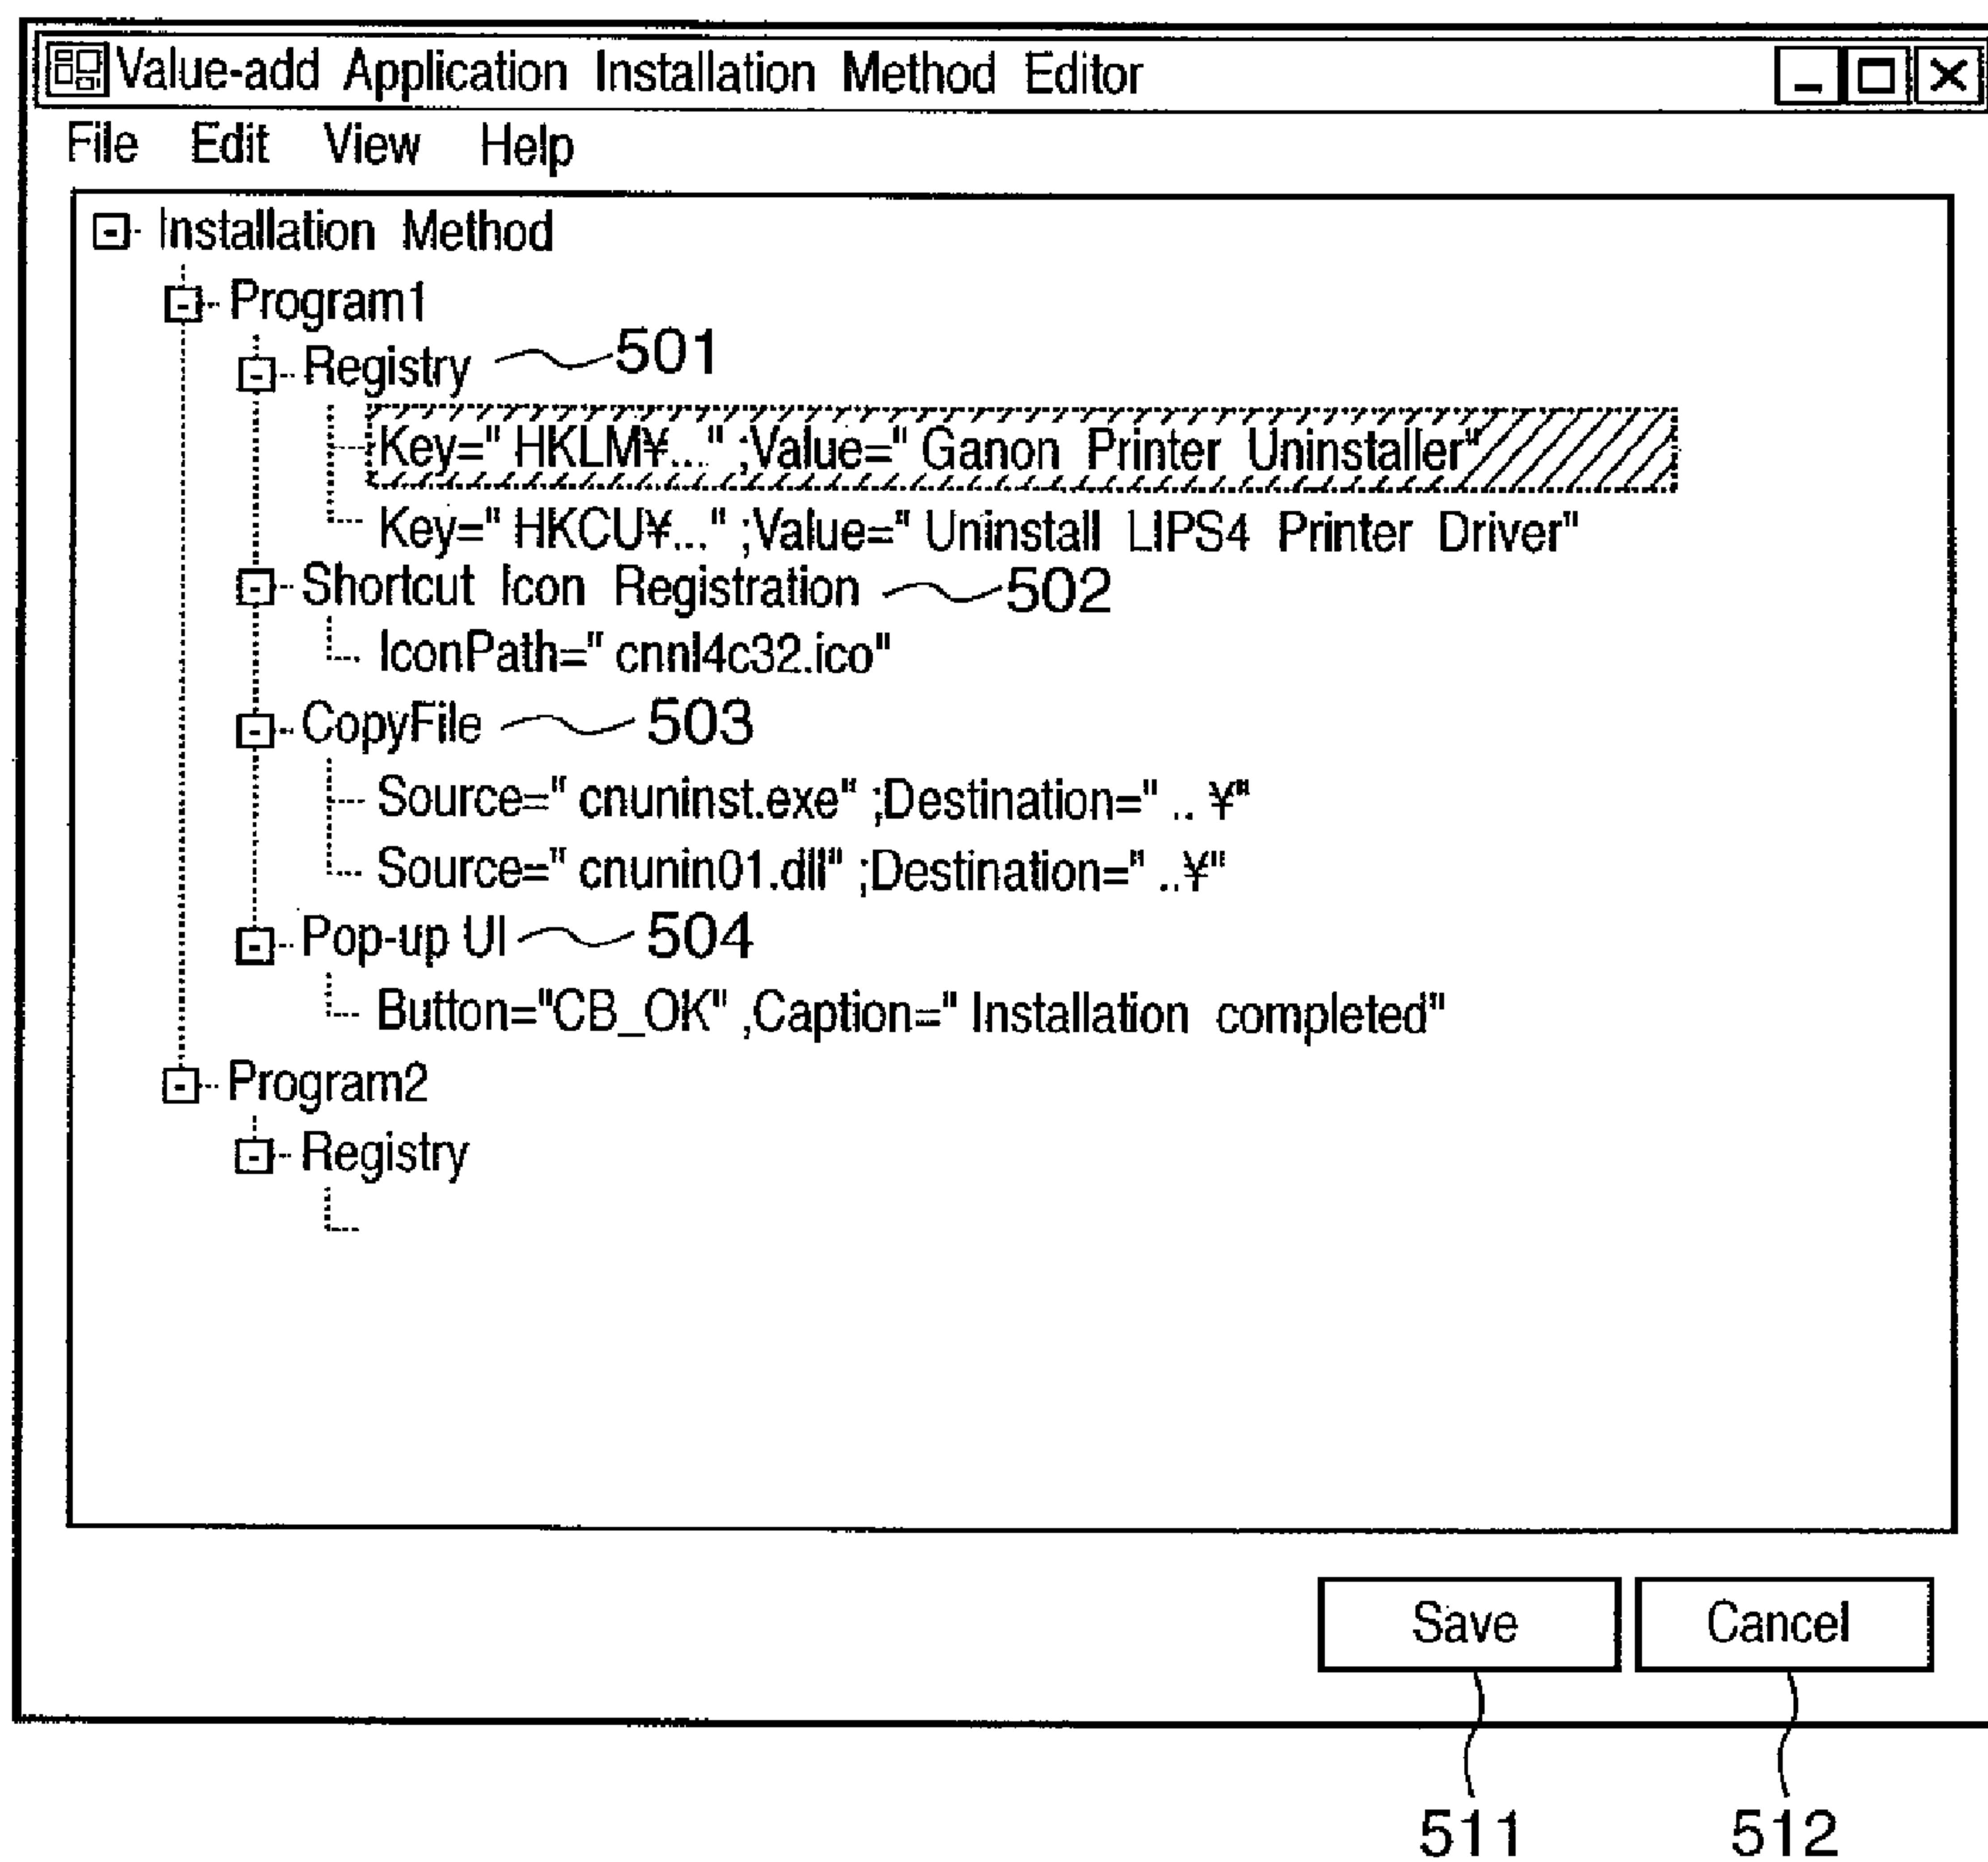 Value-add Application Installation Method Editor
File Edit View Help
Installation Method
Program1
Registry 501
Key="HKLM¥...";Value="Ganon Printer Uninstaller"
Key="HKCU¥...";Value="Uninstall LIPS4 Printer Driver"
Shortcut Icon Registration 502
IconPath="cnnl4c32.ico"
CopyFile 503
Source="cnuninst.exe";Destination=".. ¥"
Source="cnunin01.dll";Destination="..¥"
Pop-up UI 504
Button="CB_OK",Caption="Installation completed"
Program2
Registry
Save Cancel
511 512